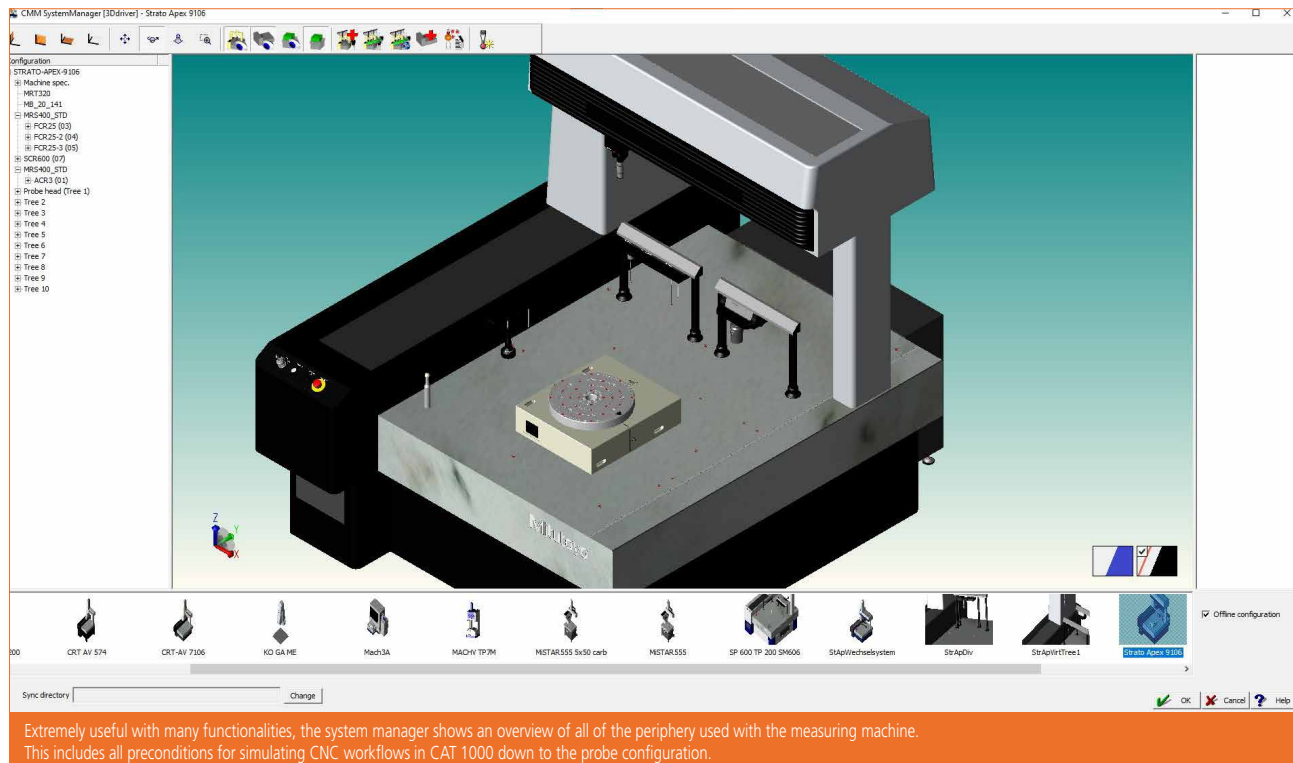 CMM SystemManager [3Ddriver] - Strato Apex 9106
onfiguration
STRATO-APEX-9106
Machine spec.
MRT320
MB_20_141
MRS400_STD
FCR25 (03)
FCR25-2 (04)
FCR25-3 (05)
SCR600 (07)
MRS400_STD
ACR3 (01)
Probe head (Tree 1)
Tree 2
Tree 3
Tree 4
Tree 5
Tree 6
Tree 7
Tree 8
Tree 9
Tree 10
Mitutoyo
Z
Y
X
00 CRT AV 574 CRT-AV 7106 KO GA ME Mach3A MACHV TP7M MiSTAR555 5x50 carb MiSTAR555 SP 600 TP 200 SM606 StApWechselsystem StrApDiv StrApVirtTree1 Strato Apex 9106
Offline configuration
Sync directory Change
OK Cancel Help
Extremely useful with many functionalities, the system manager shows an overview of all of the periphery used with the measuring machine.
This includes all preconditions for simulating CNC workflows in CAT 1000 down to the probe configuration.